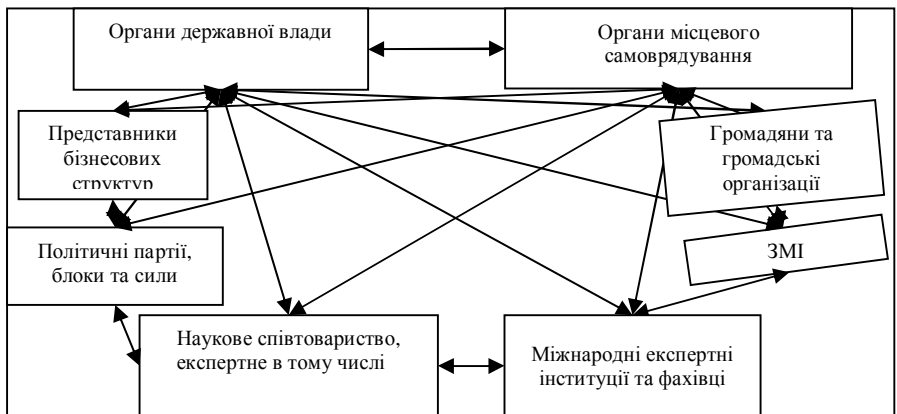 Органи державної влади
Органи місцевого
самоврядування
Представники
бізнесових
структур
Громадяни та
громадські
організації
Політичні партії,
блоки та сили
ЗМІ
Наукове співтовариство,
експертне в тому числі
Міжнародні експертні
інституції та фахівці